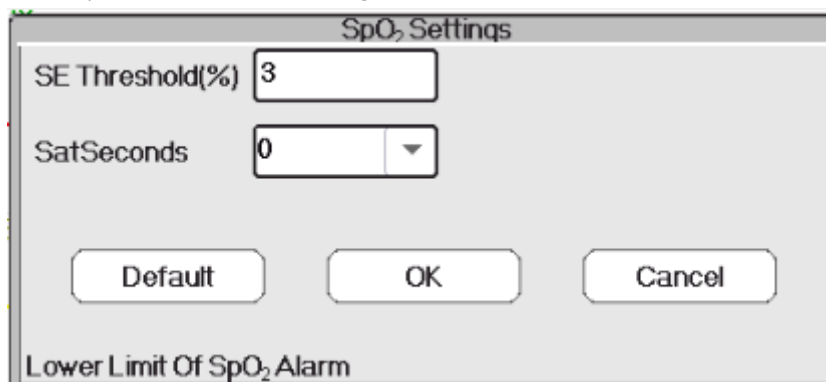 SpO₂ Settings
SE Threshold(%) 3
SatSeconds 0
Default OK Cancel
Lower Limit Of SpO₂ Alarm